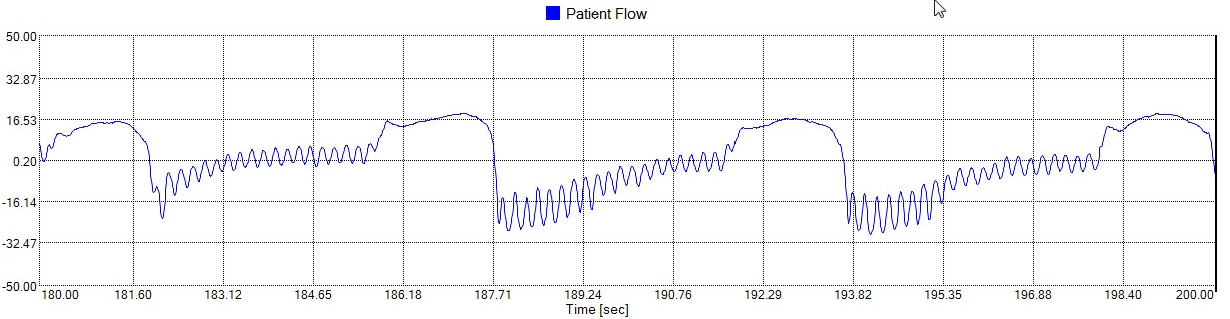 Patient Flow
50.00
32.87
16.53
0.20
-16.14
-32.47
-50.00
180.00 181.60 183.12 184.65 186.18 187.71 189.24 190.76 192.29 193.82 195.35 196.88 198.40 200.00
Time [sec]